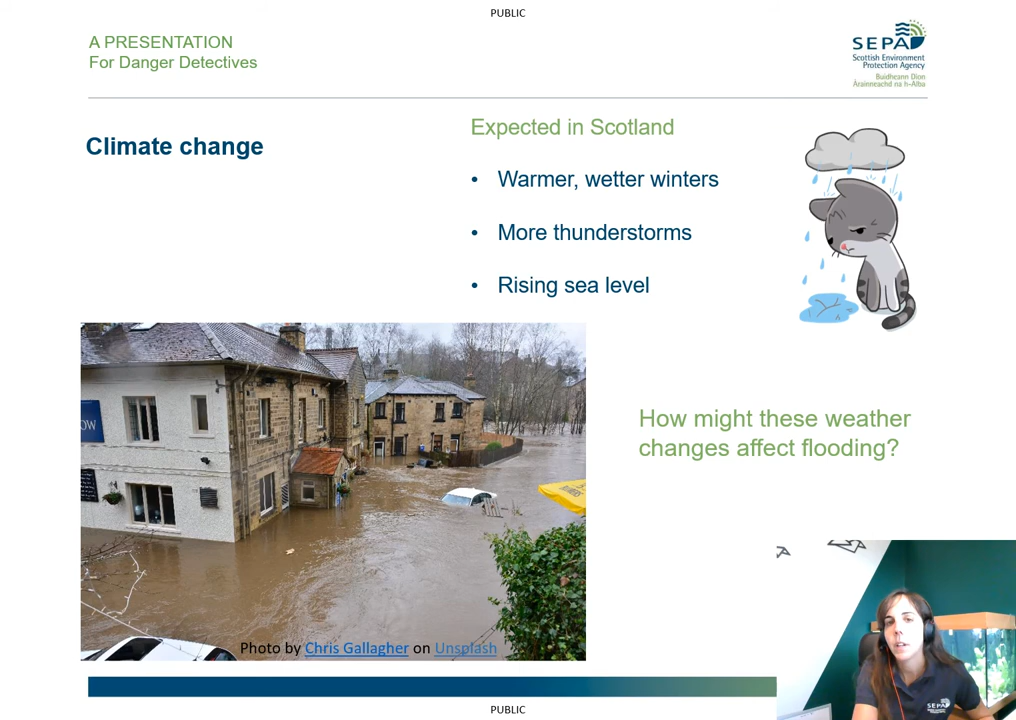 PUBLIC
A PRESENTATION
For Danger Detectives
SEPA
Scottish Environment
Protection Agency
Buidheann Dìon
Àrainneachd na h-Alba
Climate change
Expected in Scotland
• Warmer, wetter winters
• More thunderstorms
• Rising sea level
OW
How might these weather
changes affect flooding?
Photo by Chris Gallagher on Unsplash
SEPA
PUBLIC